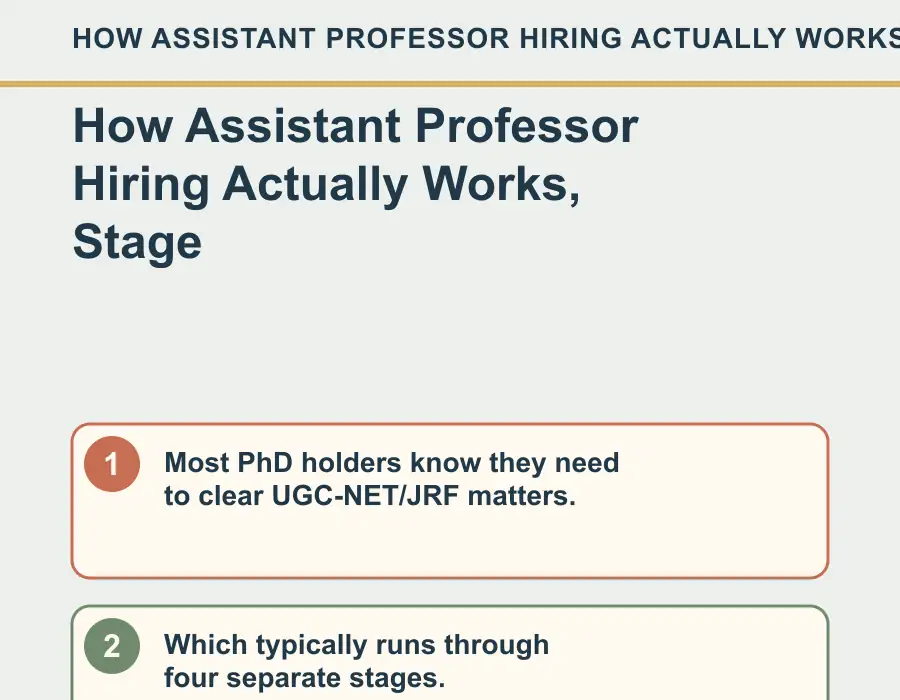 HOW ASSISTANT PROFESSOR HIRING ACTUALLY WORKS
How Assistant Professor
Hiring Actually Works,
Stage
1
Most PhD holders know they need
to clear UGC-NET/JRF matters.
2
Which typically runs through
four separate stages.